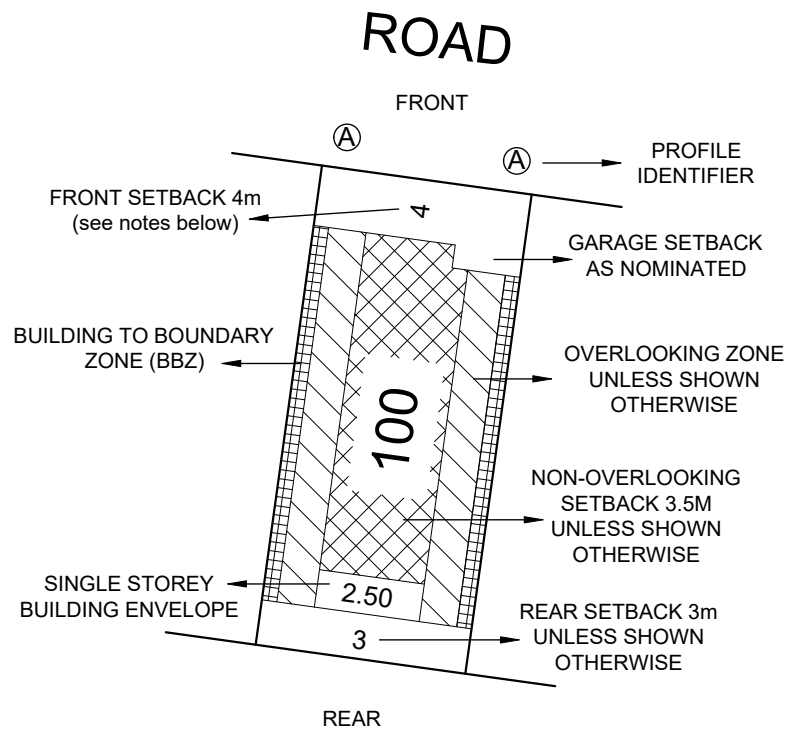 ROAD
FRONT
A
A
PROFILE
IDENTIFIER
FRONT SETBACK 4m
(see notes below)
4
GARAGE SETBACK
AS NOMINATED
BUILDING TO BOUNDARY
ZONE (BBZ)
OVERLOOKING ZONE
UNLESS SHOWN
OTHERWISE
100
NON-OVERLOOKING
SETBACK 3.5M
UNLESS SHOWN
OTHERWISE
SINGLE STOREY
BUILDING ENVELOPE
2.50
REAR SETBACK 3m
UNLESS SHOWN
OTHERWISE
3
REAR